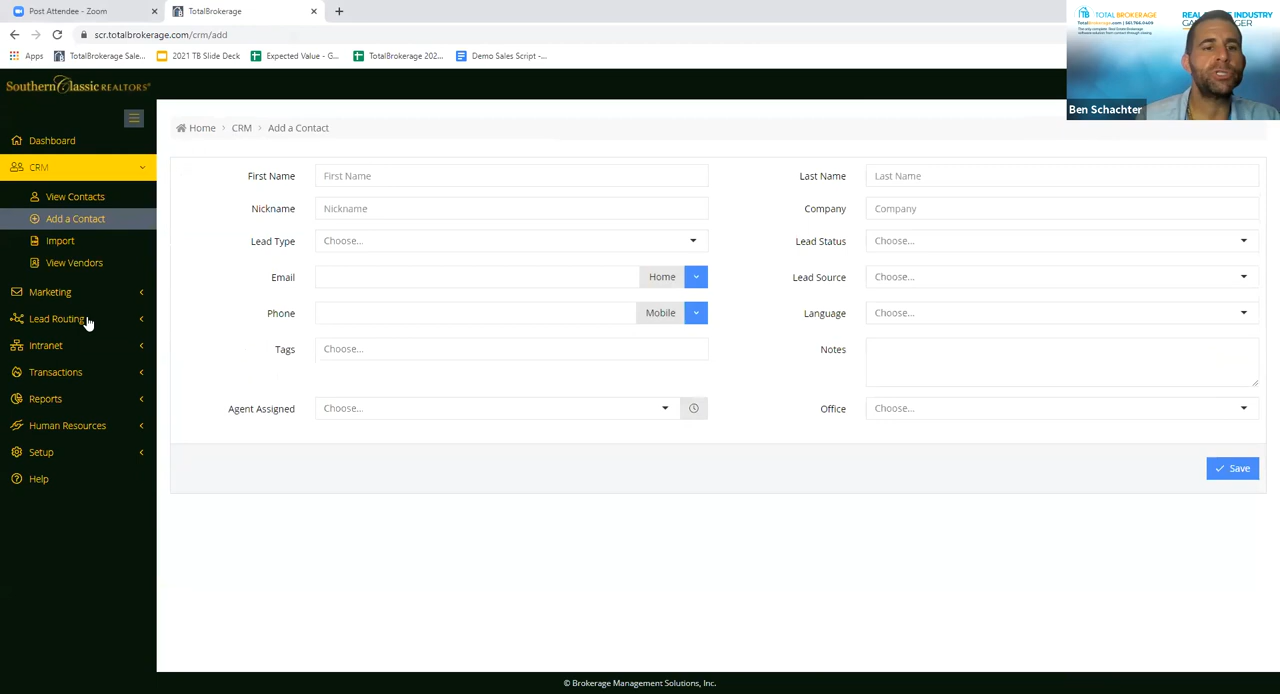 Post Attendee - Zoom
TotalBrokerage
scr.totalbrokerage.com/crm/add
Apps
TotalBrokerage Sale...
2021 TB Slide Deck
Expected Value - G...
TotalBrokerage 202...
Demo Sales Script -...
TOTAL BROKERAGE
Ben Schachter
Southern Classic REALTORS®
Dashboard
CRM
View Contacts
Add a Contact
Import
View Vendors
Marketing
Lead Routing
Intranet
Transactions
Reports
Human Resources
Setup
Help
Home > CRM > Add a Contact
First Name First Name Last Name Last Name
Nickname Nickname Company Company
Lead Type Choose... Lead Status Choose...
Email Home Lead Source Choose...
Phone Mobile Language Choose...
Tags Choose... Notes
Agent Assigned Choose... Office Choose...
Save
© Brokerage Management Solutions, Inc.